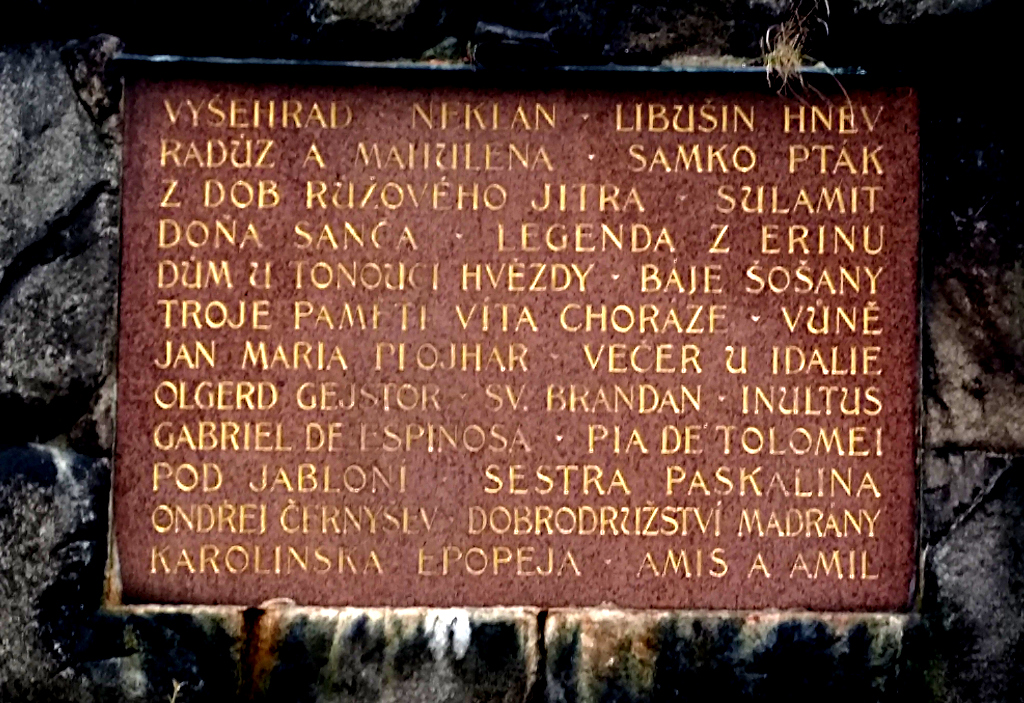 VYŠEHRAD · NEKLAN · LIBUŠIN HNĚV
RADÚZ A MAHULENA · SAMKO PTÁK
Z DOB RŮŽOVÉHO JITRA · SULAMIT
DOŇA SANČA · LEGENDA Z ERINU
DŮM U TONOUCÍ HVĚZDY · BÁJE ŠOŠANY
TROJE PAMĚTI VÍTA CHORÁZE · VŮNĚ
JAN MARIA PLOJHAR · VEČER U IDALIE
OLGERD GEJŠTOR · SV. BRANDAN · INULTUS
GABRIEL DE ESPINOSA · PIA DE TOLOMEI
POD JABLONÍ · SESTRA PASKALINA
ONDŘEJ ČERNYŠEV · DOBRODRUŽSTVÍ MADRÁNY
KAROLINSKÁ EPOPEJA · AMIS A AMIL